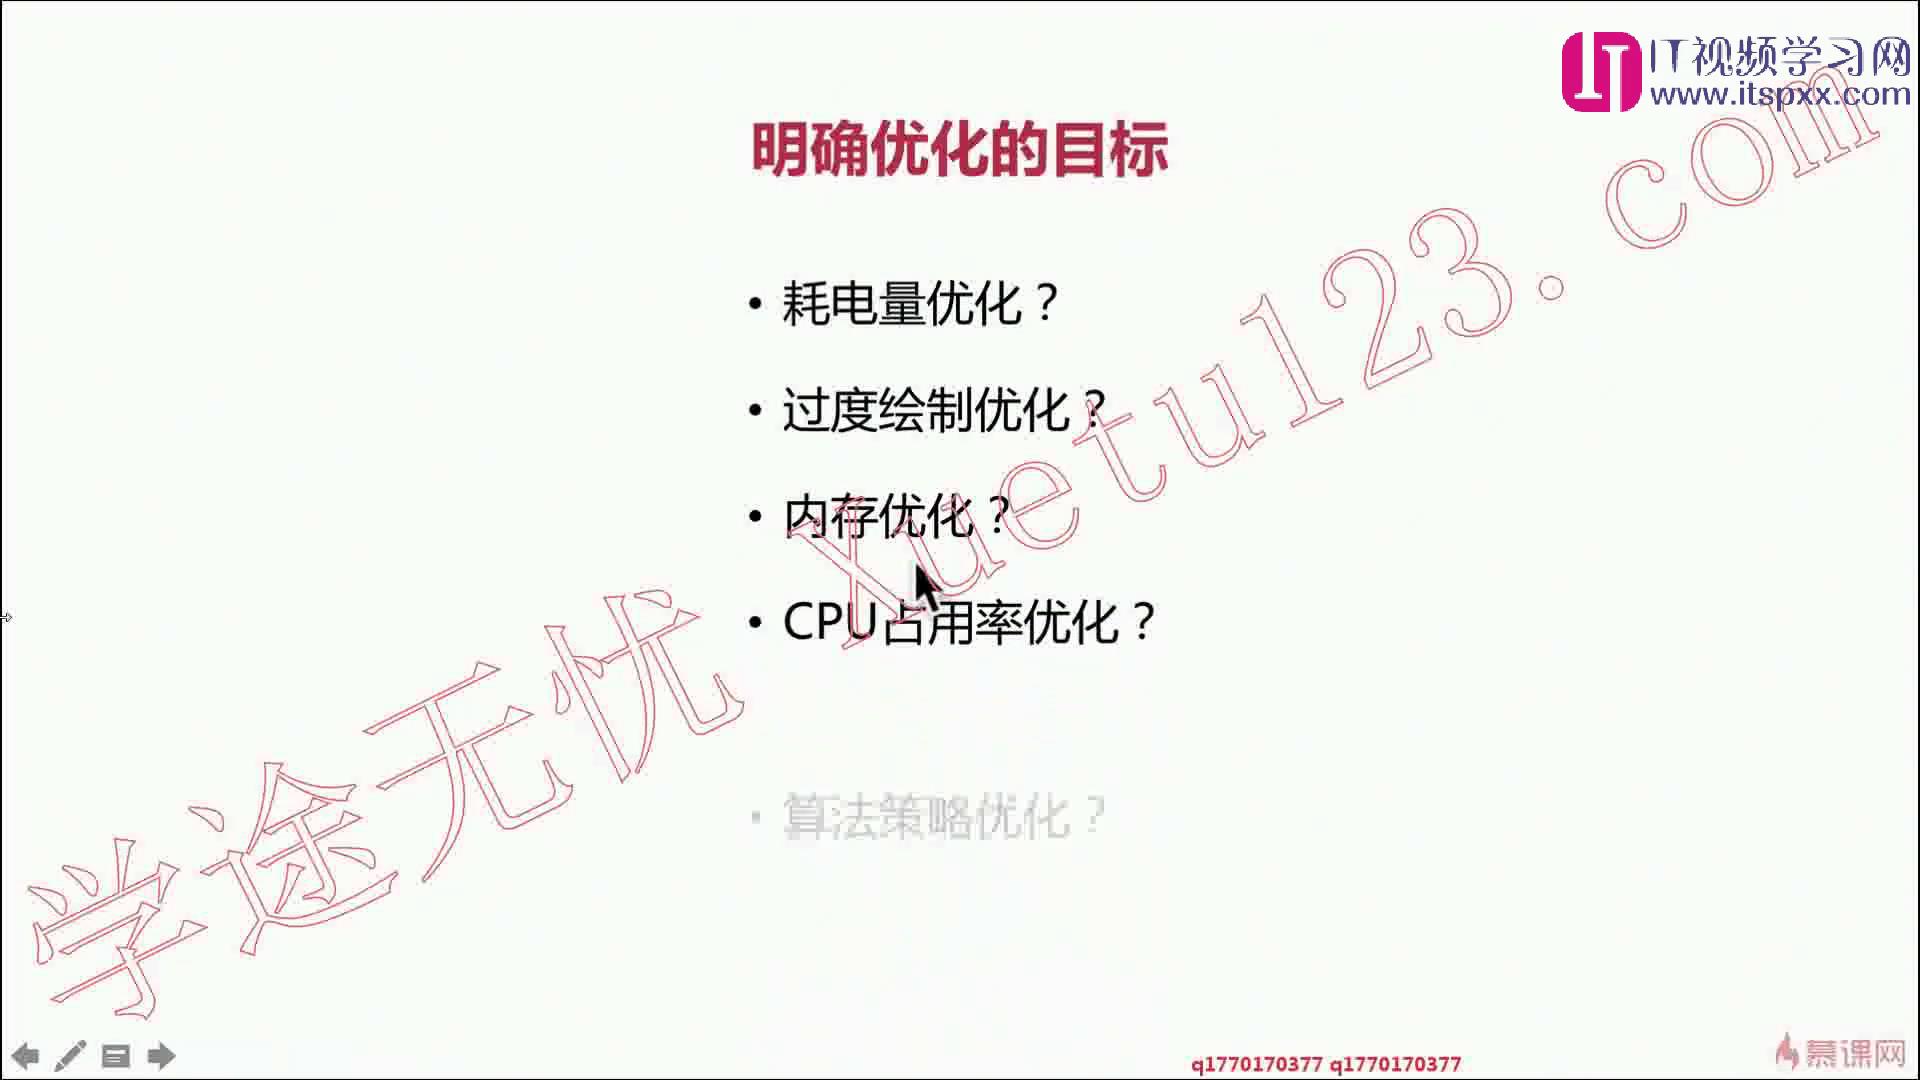 IT视频学习网
www.itspxx.com
明确优化的目标
• 耗电量优化？
• 过度绘制优化？
• 内存优化？
• CPU占用率优化？
• 算法策略优化？
学途无忧 Xuetu123.com
q1770170377 q1770170377
慕课网